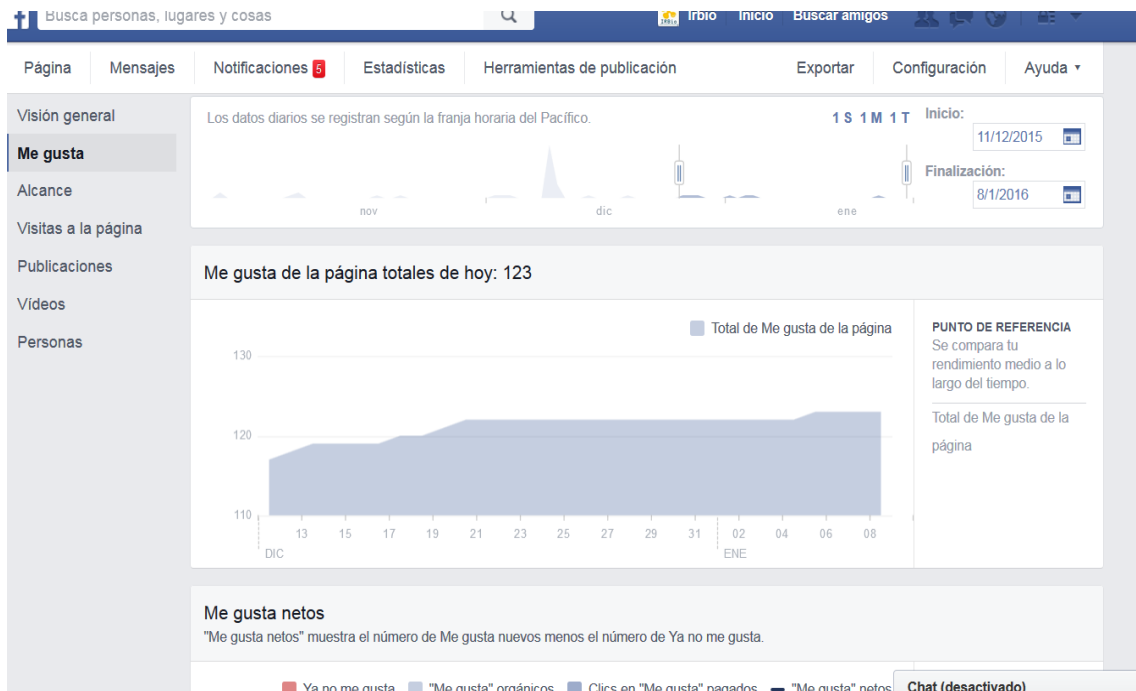 Busca personas, lugares y cosas
Irbio Inicio Buscar amigos
Página Mensajes Notificaciones 5 Estadísticas Herramientas de publicación Exportar Configuración Ayuda
Visión general
Me gusta
Alcance
Visitas a la página
Publicaciones
Vídeos
Personas
Los datos diarios se registran según la franja horaria del Pacífico.
1 S 1 M 1 T
Inicio:
11/12/2015
Finalización:
8/1/2016
nov dic ene
Me gusta de la página totales de hoy: 123
Total de Me gusta de la página
130
120
110
13 15 17 19 21 23 25 27 29 31 02 04 06 08
DIC ENE
PUNTO DE REFERENCIA
Se compara tu
rendimiento medio a lo
largo del tiempo.
Total de Me gusta de la
página
Me gusta netos
"Me gusta netos" muestra el número de Me gusta nuevos menos el número de Ya no me gusta.
Ya no me gusta "Me gusta" orgánicos Clics en "Me gusta" pagados "Me gusta" netos
Chat (desactivado)